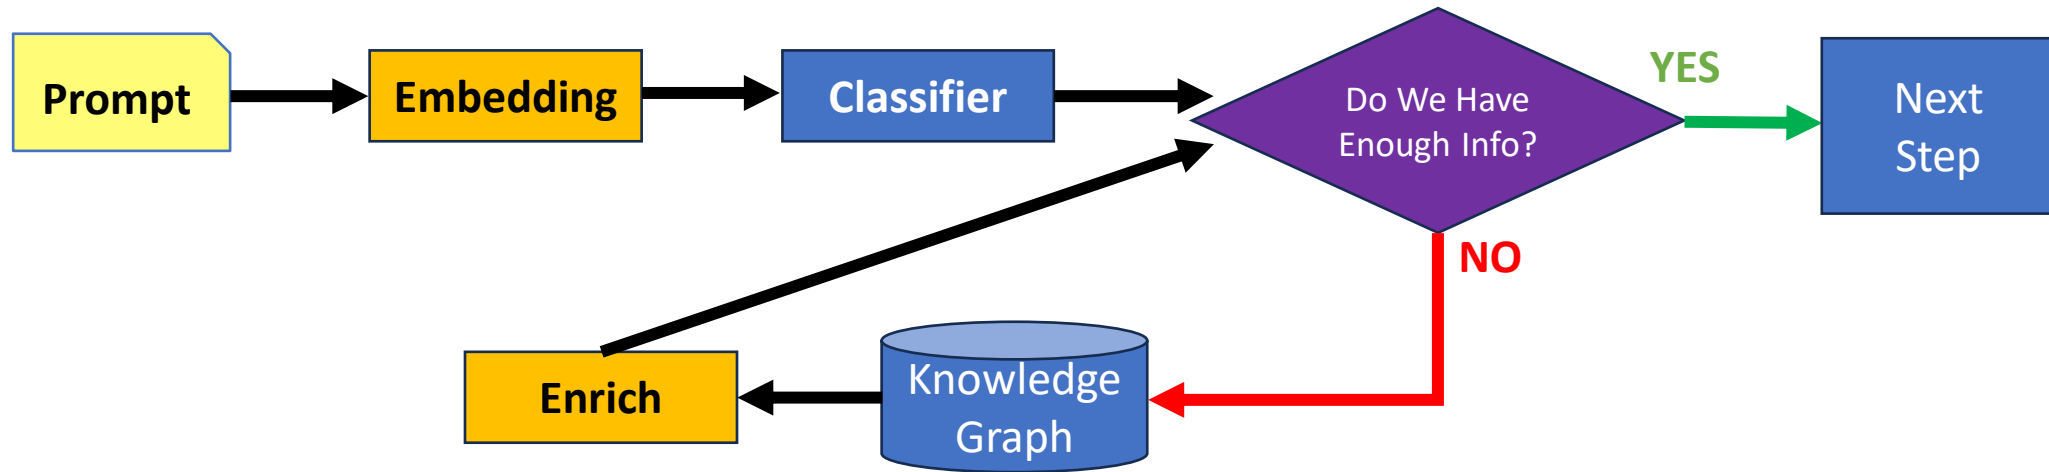 Prompt
Embedding
Classifier
Do We Have
Enough Info?
YES
Next
Step
NO
Knowledge
Graph
Enrich